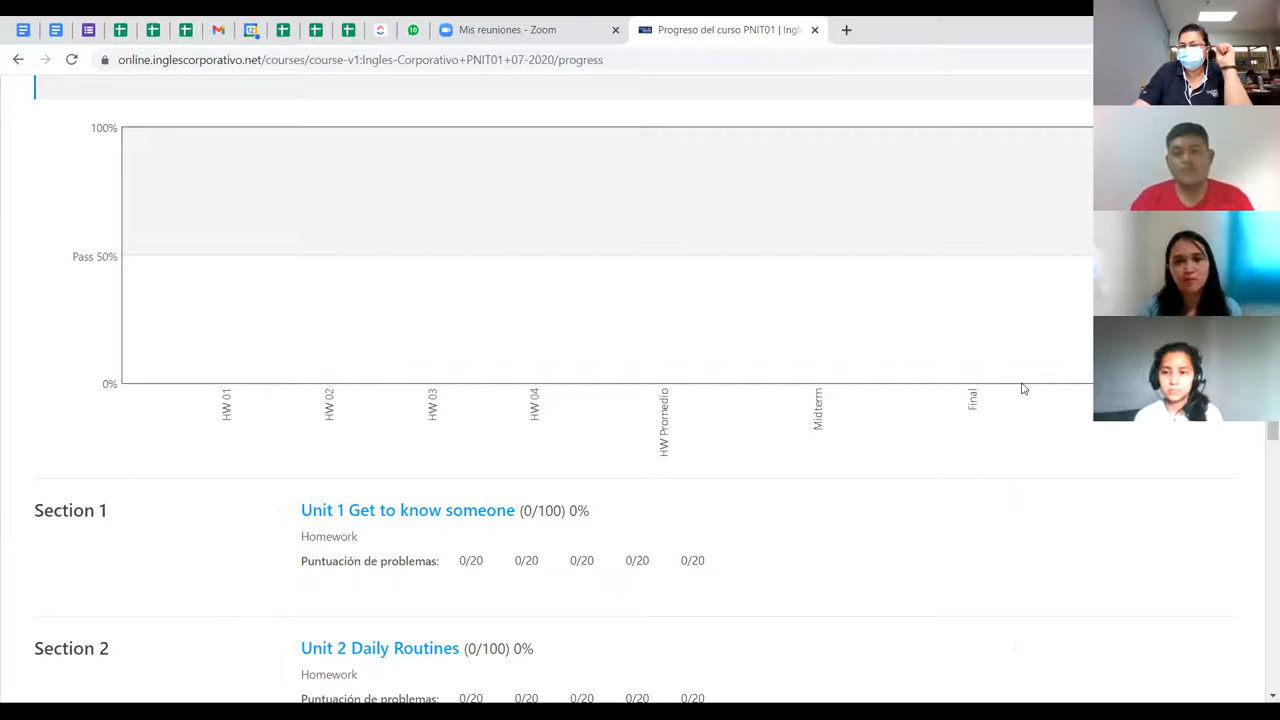 12
10
Mis reuniones - Zoom
Progreso del curso PNIT01 | Ingl
online.inglescorporativo.net/courses/course-v1:Ingles-Corporativo+PNIT01+07-2020/progress
100%
Pass 50%
0%
HW 01
HW 02
HW 03
HW 04
HW Promedio
Midterm
Final
Section 1
Unit 1 Get to know someone (0/100) 0%
Homework
Puntuación de problemas: 0/20 0/20 0/20 0/20 0/20
Section 2
Unit 2 Daily Routines (0/100) 0%
Homework
Puntuación de problemas: 0/20 0/20 0/20 0/20 0/20